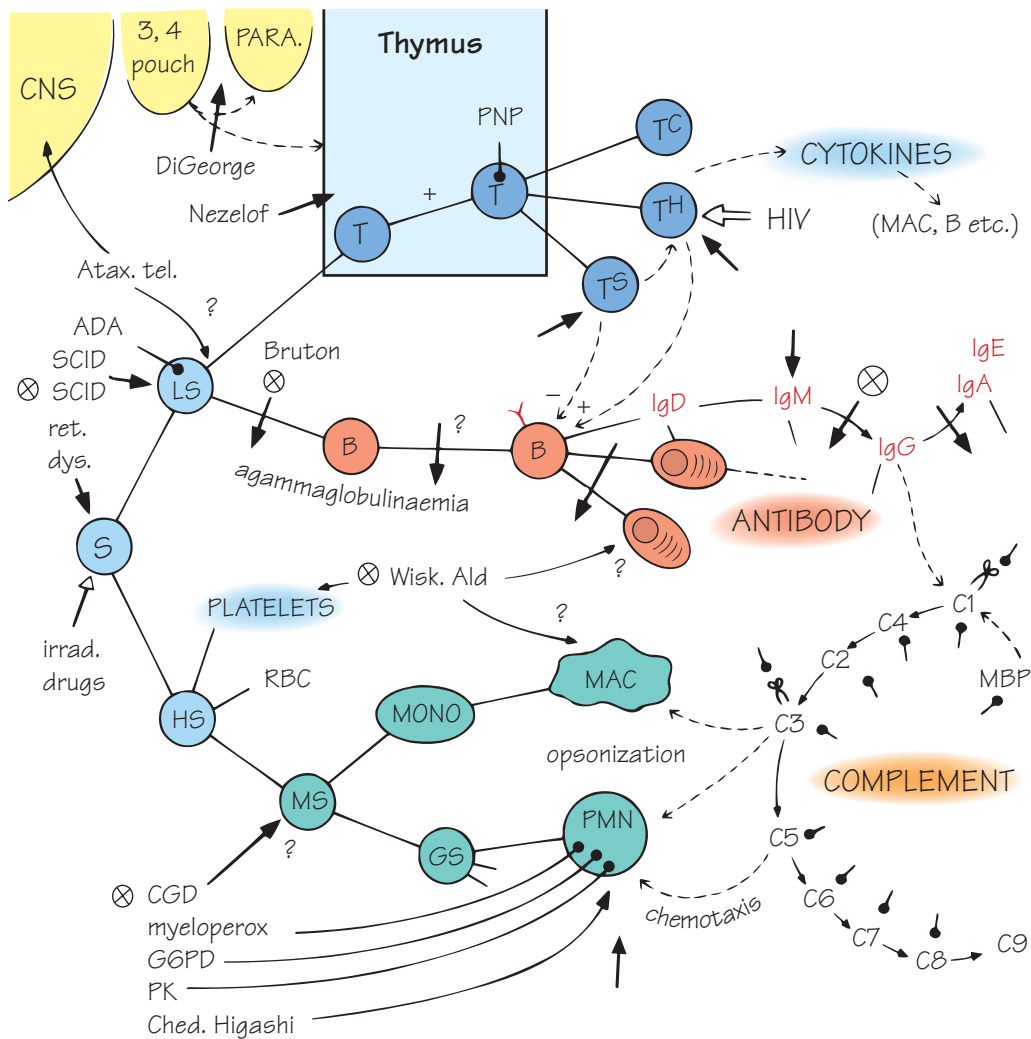 3, 4
pouch
PARA.
Thymus
CNS
PNP
TC
DiGeorge
CYTOKINES
Nezelof
+
T
T
TH
HIV
(MAC, B etc.)
Atax. tel.
?
TS
ADA
SCID
SCID
LS
Bruton
IgE
IgA
IgM
IgD
– +
ret.
dys.
?
B
B
IgG
agammaglobulinaemia
ANTIBODY
S
?
Wisk. Ald
PLATELETS
?
C1
C4
C2
irrad.
drugs
RBC
MAC
MBP
HS
MONO
C3
opsonization
COMPLEMENT
MS
PMN
?
GS
C5
CGD
myeloperox
chemotaxis
C6
G6PD
C7
C8
C9
PK
Ched. Higashi